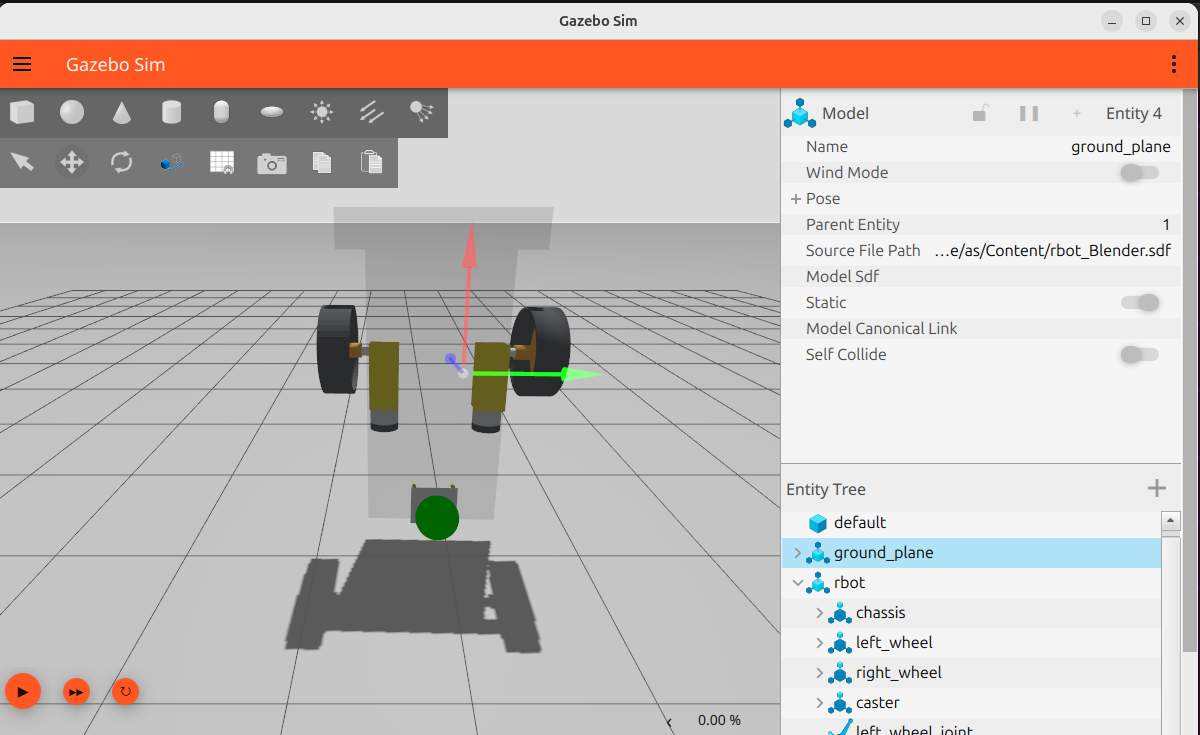 Gazebo Sim
Gazebo Sim
Model
Entity 4
Name
ground_plane
Wind Mode
Pose
Parent Entity
1
Source File Path
...e/as/Content/rbot_Blender.sdf
Model Sdf
Static
Model Canonical Link
Self Collide
Entity Tree
default
ground_plane
rbot
chassis
left_wheel
right_wheel
caster
left_wheel_joint
0.00 %